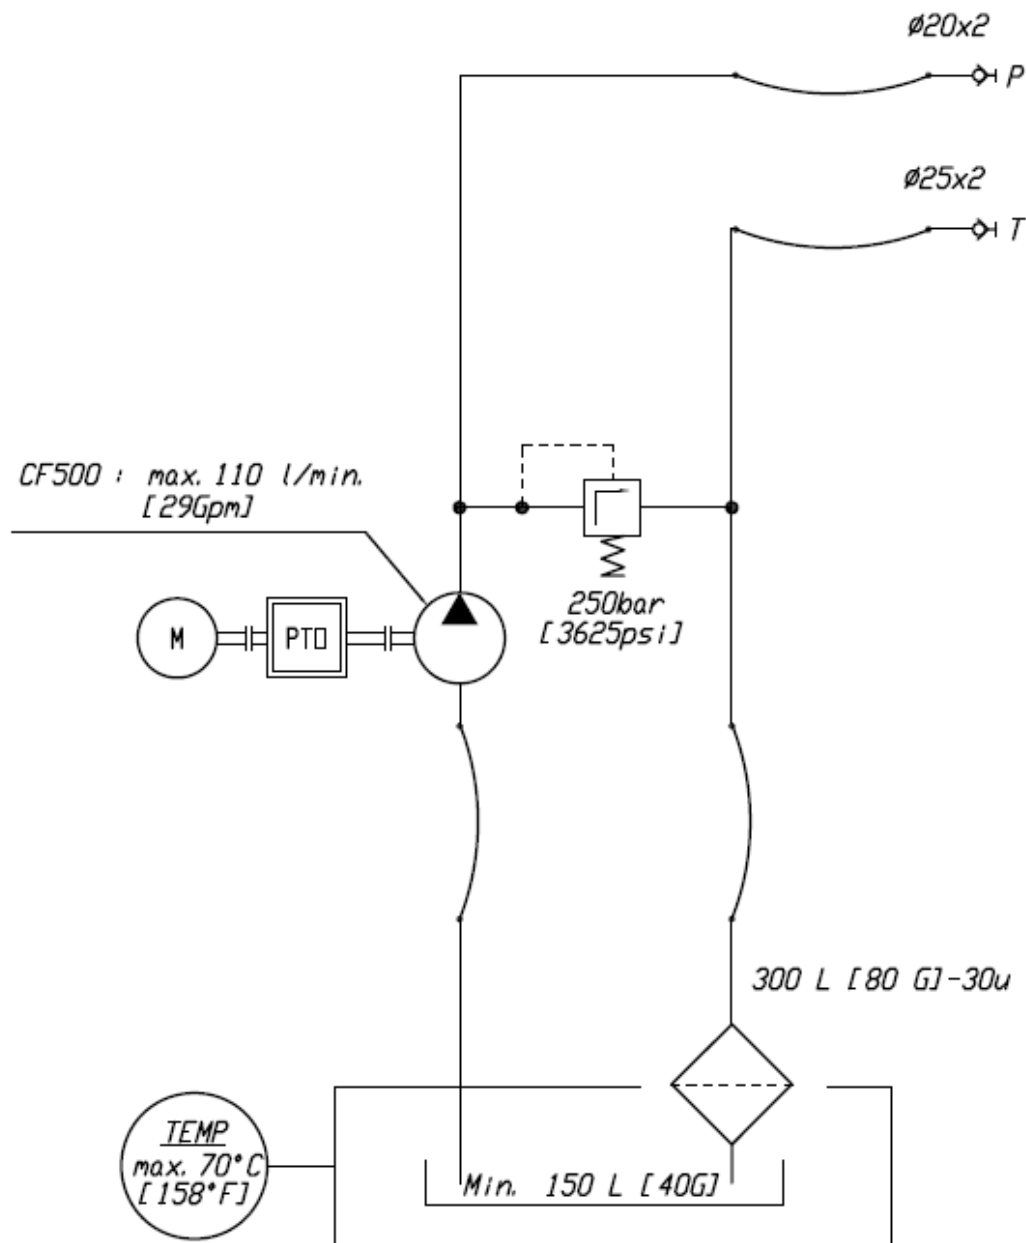 ø20x2
P
ø25x2
T
CF500 : max. 110 l/min.
[29Gpm]
250bar
[3625psi]
M
PTO
300 L [80 G]-30u
TEMP
max. 70°C
[158°F]
Min. 150 L [40G]